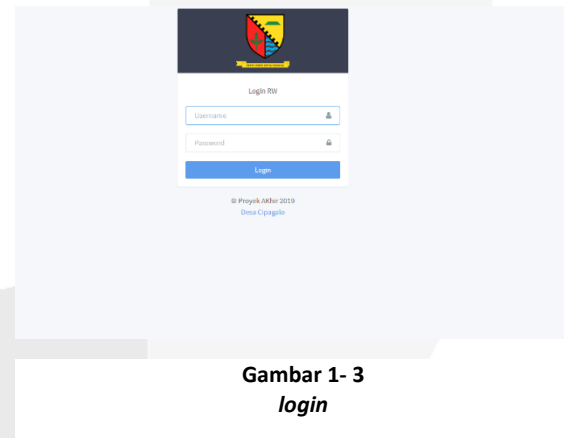 Login RW
Username
Password
Login
© Proyek Akhir 2019
Desa Cipagalo
Gambar 1- 3
login